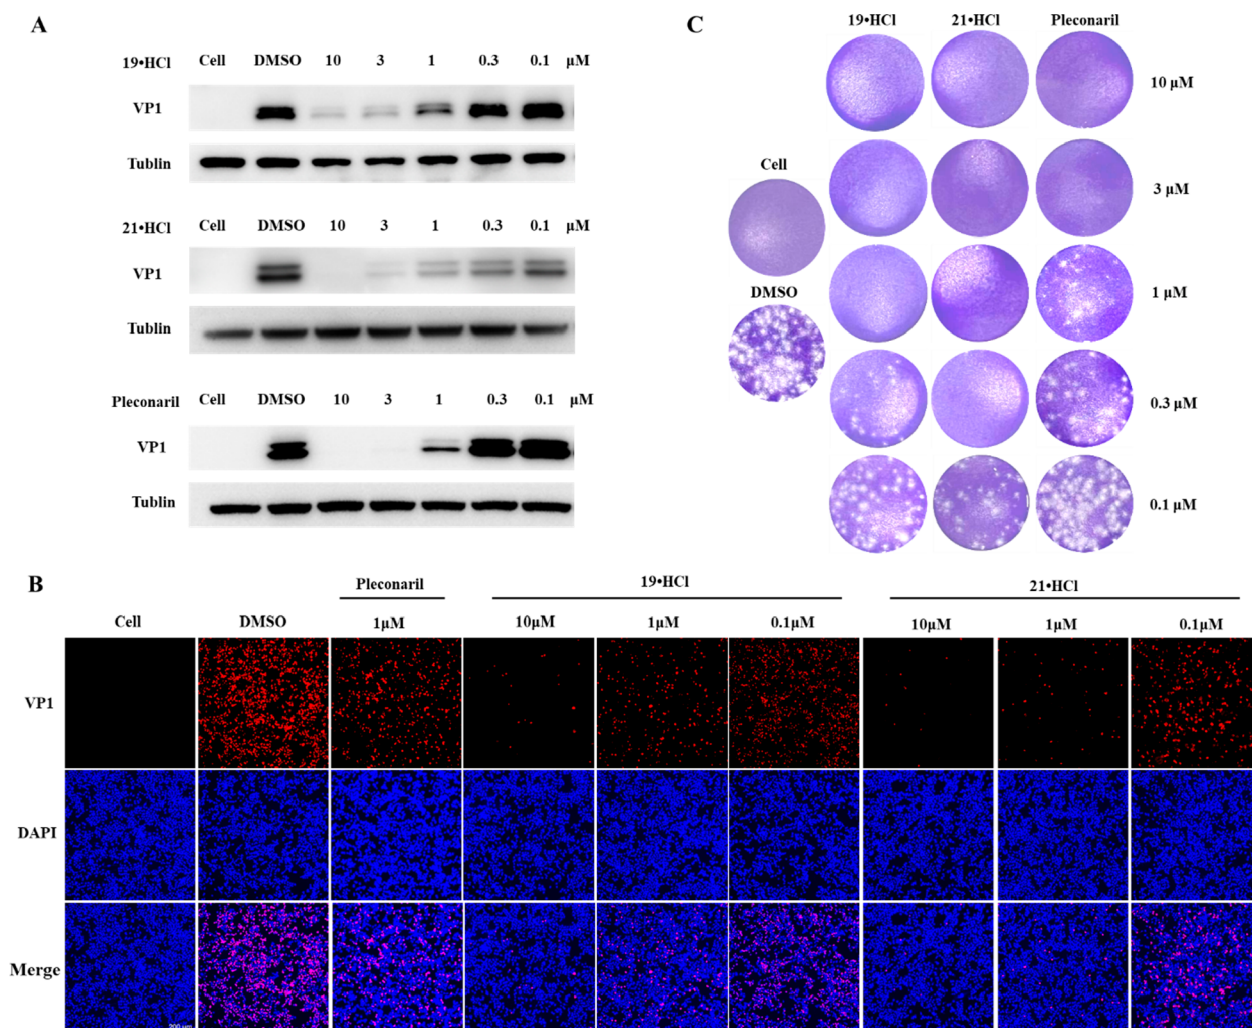 A
19•HCl Cell DMSO 10 3 1 0.3 0.1 μM
VP1
Tublin
21•HCl Cell DMSO 10 3 1 0.3 0.1 μM
VP1
Tublin
Pleconaril Cell DMSO 10 3 1 0.3 0.1 μM
VP1
Tublin
C
19•HCl 21•HCl Pleconaril
10 μM
3 μM
Cell
1 μM
DMSO
0.3 μM
0.1 μM
B
Pleconaril 19•HCl 21•HCl
Cell DMSO 1μM 10μM 1μM 0.1μM 10μM 1μM 0.1μM
VP1
DAPI
Merge
200 μm